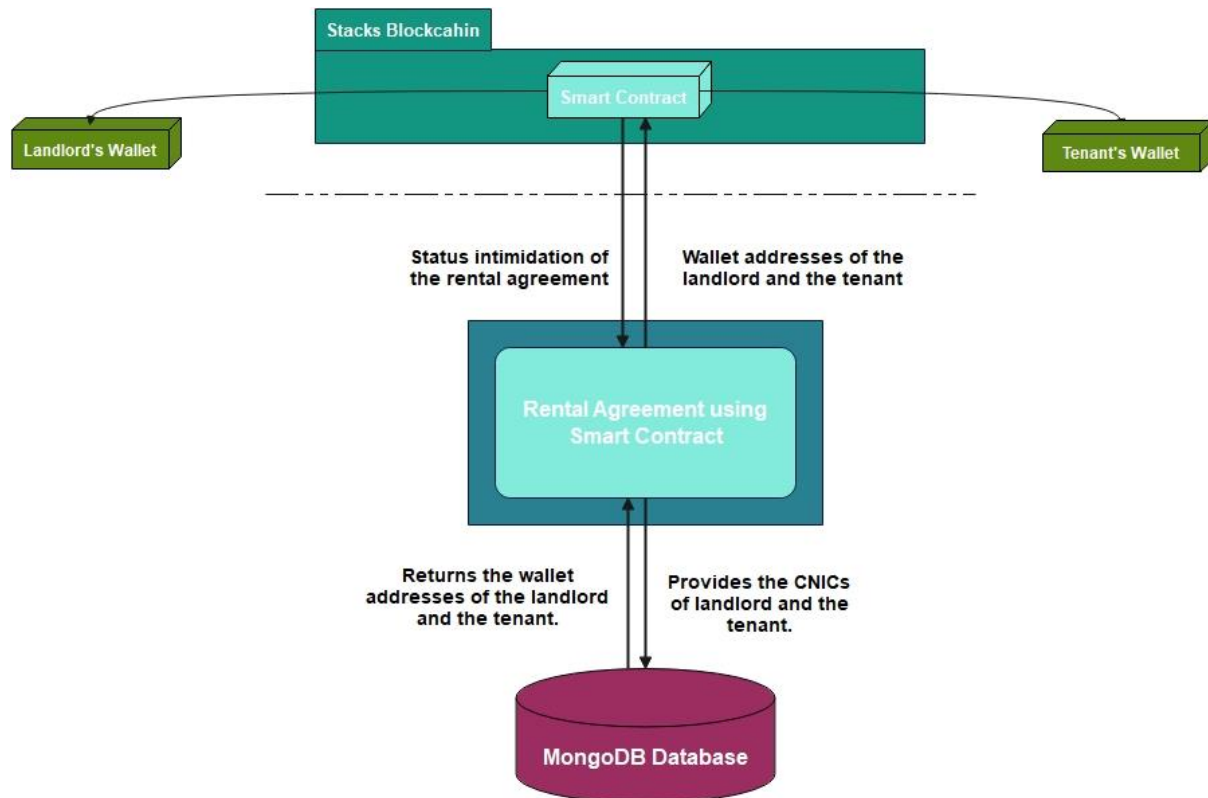 Stacks Blockcahin
Smart Contract
Landlord's Wallet
Tenant's Wallet
Status intimidation of
the rental agreement
Wallet addresses of the
landlord and the tenant
Rental Agreement using
Smart Contract
Returns the wallet
addresses of the landlord
and the tenant.
Provides the CNICs
of landlord and the
tenant.
MongoDB Database